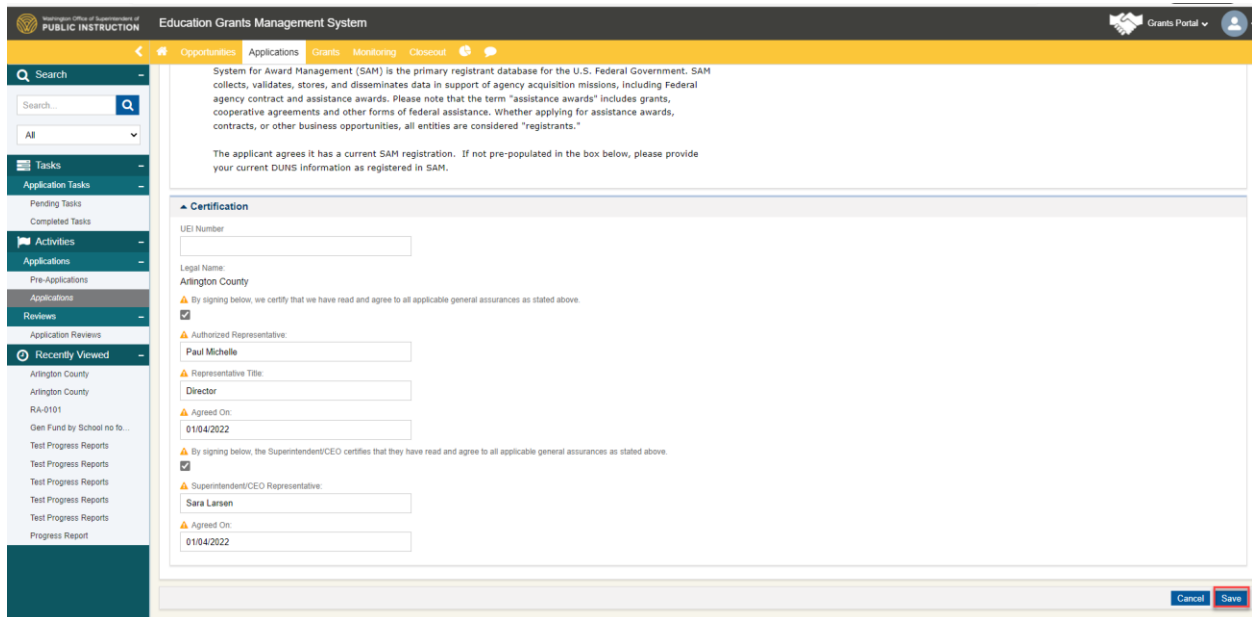 Washington Office of Superintendent of
PUBLIC INSTRUCTION
Education Grants Management System
Grants Portal
Opportunities Applications Grants Monitoring Closeout
Search
Search...
All
Tasks
Application Tasks
Pending Tasks
Completed Tasks
Activities
Applications
Pre-Applications
Applications
Reviews
Application Reviews
Recently Viewed
Arlington County
Arlington County
RA-0101
Gen Fund by School no fo...
Test Progress Reports
Test Progress Reports
Test Progress Reports
Test Progress Reports
Test Progress Reports
Progress Report
System for Award Management (SAM) is the primary registrant database for the U.S. Federal Government. SAM
collects, validates, stores, and disseminates data in support of agency acquisition missions, including Federal
agency contract and assistance awards. Please note that the term "assistance awards" includes grants,
cooperative agreements and other forms of federal assistance. Whether applying for assistance awards,
contracts, or other business opportunities, all entities are considered "registrants."
The applicant agrees it has a current SAM registration. If not pre-populated in the box below, please provide
your current DUNS information as registered in SAM.
Certification
UEI Number
Legal Name:
Arlington County
By signing below, we certify that we have read and agree to all applicable general assurances as stated above.
Authorized Representative:
Paul Michelle
Representative Title:
Director
Agreed On:
01/04/2022
By signing below, the Superintendent/CEO certifies that they have read and agree to all applicable general assurances as stated above.
Superintendent/CEO Representative:
Sara Larsen
Agreed On:
01/04/2022
Cancel Save